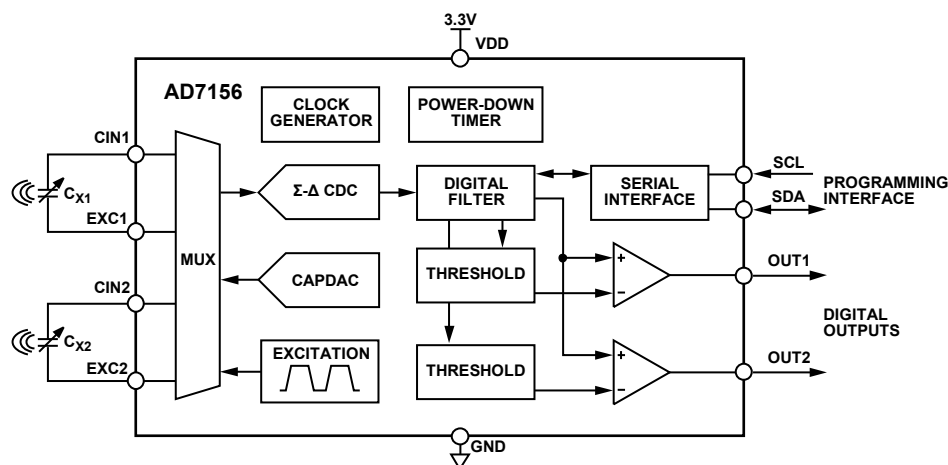 3.3V
VDD
AD7156
CLOCK
GENERATOR
POWER-DOWN
TIMER
CIN1
CX1
EXC1
MUX
Σ-Δ CDC
DIGITAL
FILTER
SERIAL
INTERFACE
SCL
SDA
PROGRAMMING
INTERFACE
CAPDAC
THRESHOLD
+
−
OUT1
CIN2
CX2
EXC2
EXCITATION
THRESHOLD
+
−
DIGITAL
OUTPUTS
OUT2
GND